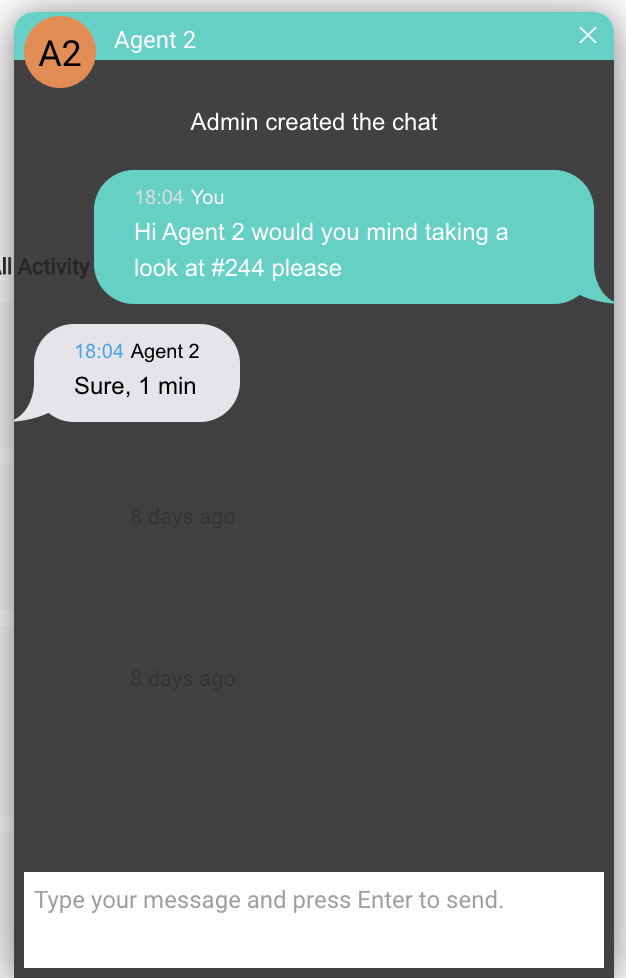 A2
Agent 2
Admin created the chat
18:04 You
Hi Agent 2 would you mind taking a
look at #244 please
All Activity
18:04 Agent 2
Sure, 1 min
8 days ago
8 days ago
Type your message and press Enter to send.